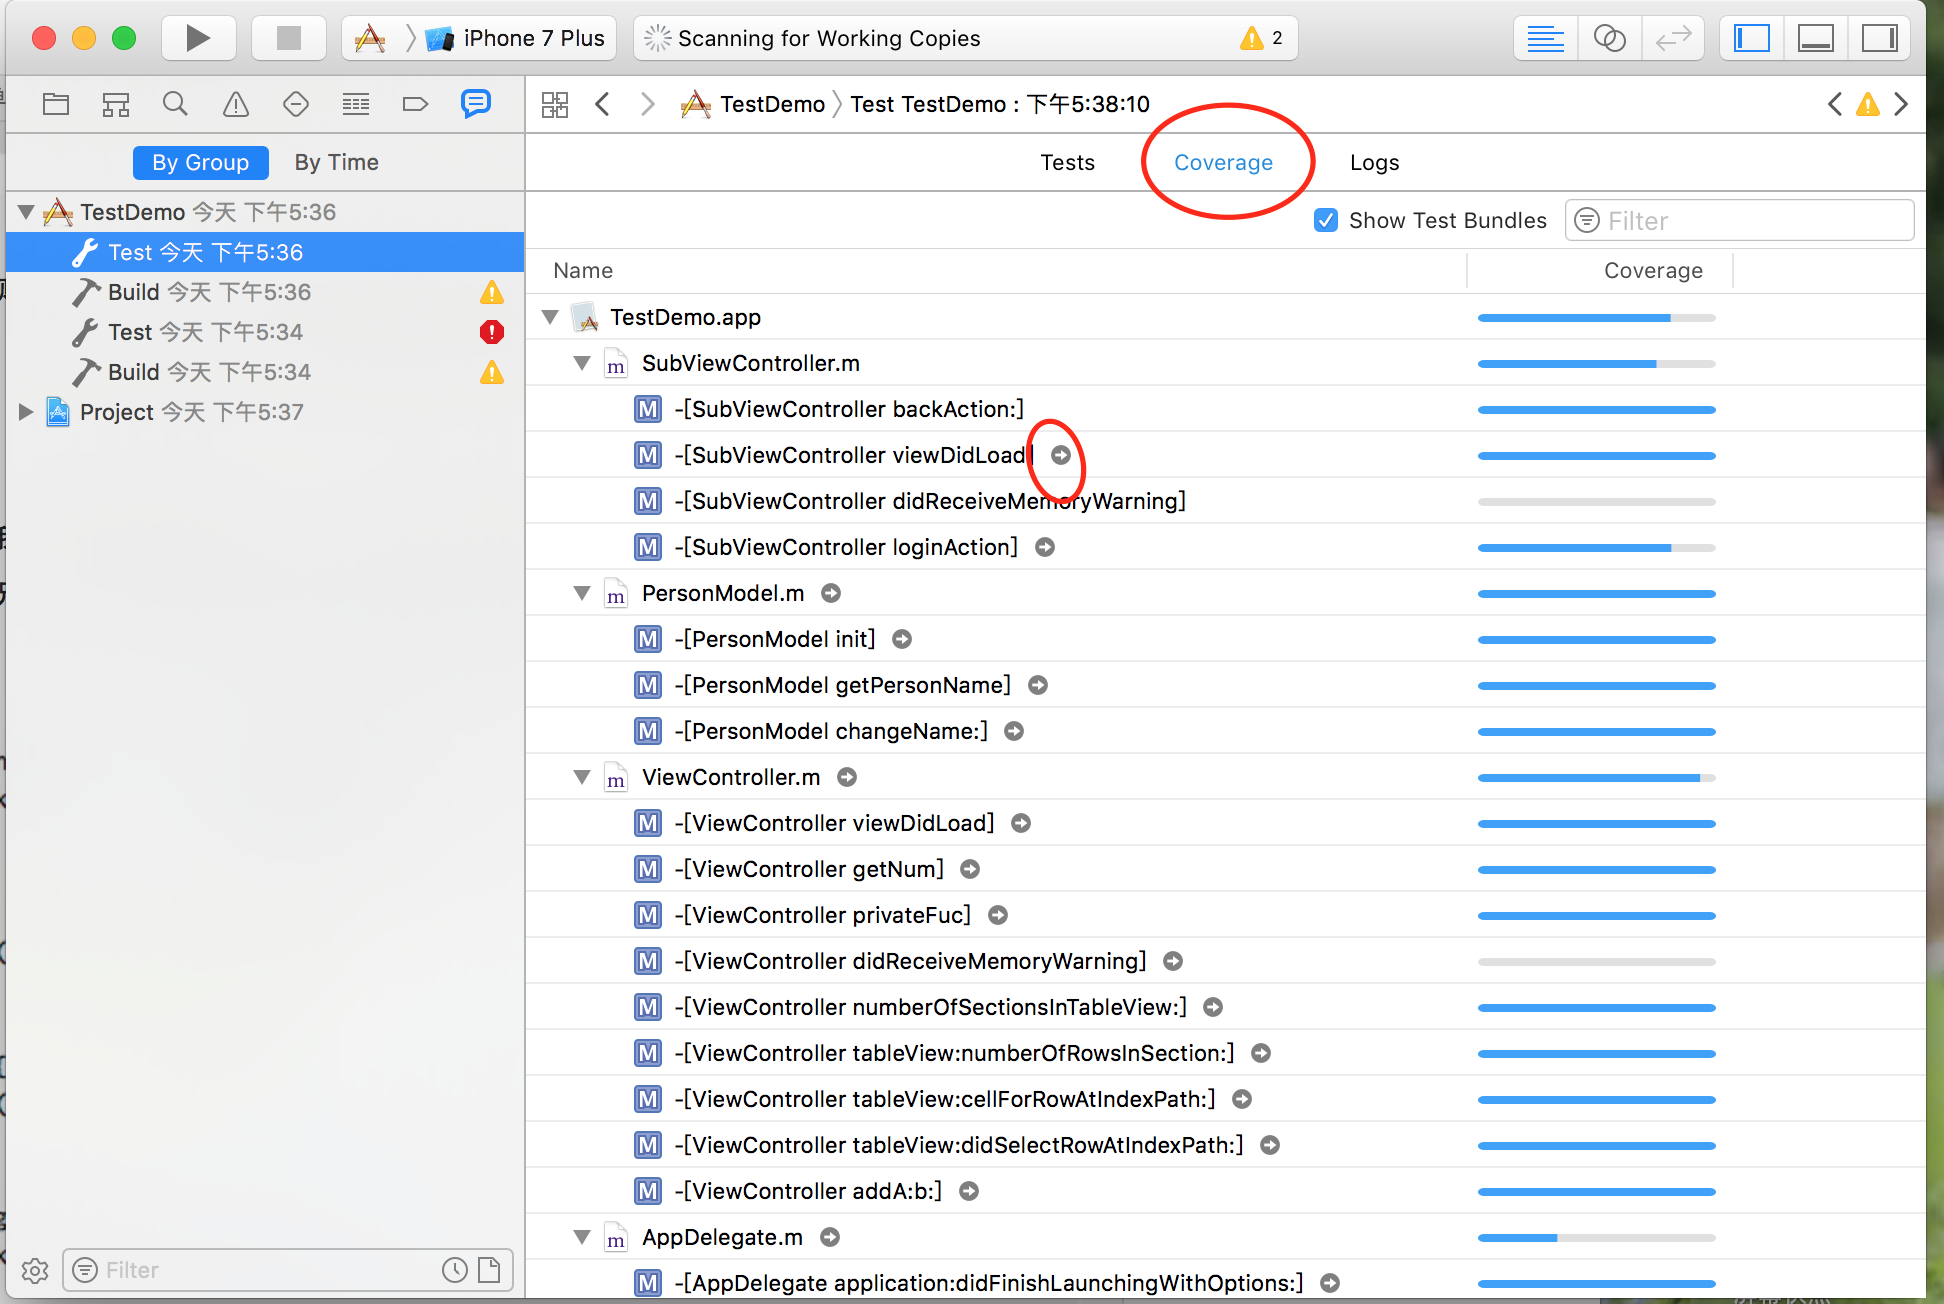 iPhone 7 Plus
Scanning for Working Copies
2
TestDemo
Test TestDemo : 下午5:38:10
By Group
By Time
Tests
Coverage
Logs
TestDemo 今天 下午5:36
Test 今天 下午5:36
Build 今天 下午5:36
Test 今天 下午5:34
Build 今天 下午5:34
Project 今天 下午5:37
Filter
Show Test Bundles
Filter
Name
Coverage
TestDemo.app
SubViewController.m
-[SubViewController backAction:]
-[SubViewController viewDidLoad]
-[SubViewController didReceiveMemoryWarning]
-[SubViewController loginAction]
PersonModel.m
-[PersonModel init]
-[PersonModel getPersonName]
-[PersonModel changeName:]
ViewController.m
-[ViewController viewDidLoad]
-[ViewController getNum]
-[ViewController privateFuc]
-[ViewController didReceiveMemoryWarning]
-[ViewController numberOfSectionsInTableView:]
-[ViewController tableView:numberOfRowsInSection:]
-[ViewController tableView:cellForRowAtIndexPath:]
-[ViewController tableView:didSelectRowAtIndexPath:]
-[ViewController addA:b:]
AppDelegate.m
-[AppDelegate application:didFinishLaunchingWithOptions:]